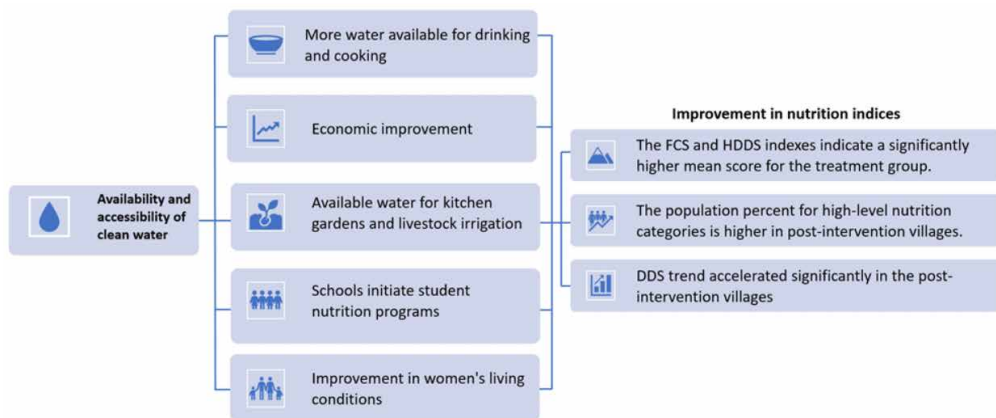 Availability and
accessibility of
clean water
More water available for drinking
and cooking
Economic improvement
Available water for kitchen
gardens and livestock irrigation
Schools initiate student
nutrition programs
Improvement in women's living
conditions
Improvement in nutrition indices
The FCS and HDDS indexes indicate a significantly
higher mean score for the treatment group.
The population percent for high-level nutrition
categories is higher in post-intervention villages.
DDS trend accelerated significantly in the post-
intervention villages